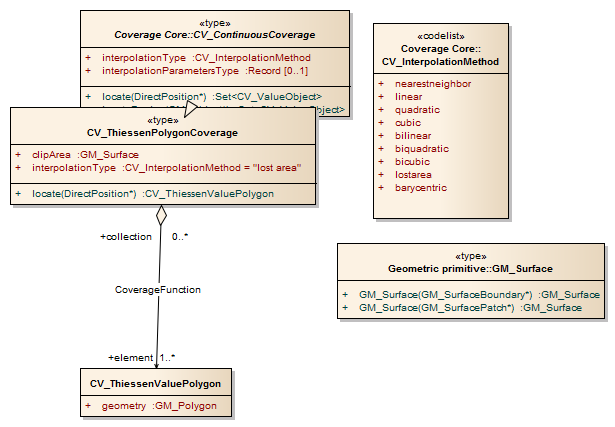 «type»
Coverage Core::CV_ContinuousCoverage
+ interpolationType :CV_InterpolationMethod
+ interpolationParametersType :Record [0..1]
+ locate(DirectPosition*) :Set<CV_ValueObject>
«type»
CV_ThiessenPolygonCoverage
+ clipArea :GM_Surface
+ interpolationType :CV_InterpolationMethod = "lost area"
+ locate(DirectPosition*) :CV_ThiessenValuePolygon
+collection 0..*
CoverageFunction
+element 1..*
CV_ThiessenValuePolygon
+ geometry :GM_Polygon
«codelist»
Coverage Core::
CV_InterpolationMethod
+ nearestneighbor
+ linear
+ quadratic
+ cubic
+ bilinear
+ biquadratic
+ bicubic
+ lostarea
+ barycentric
«type»
Geometric primitive::GM_Surface
+ GM_Surface(GM_SurfaceBoundary*) :GM_Surface
+ GM_Surface(GM_SurfacePatch*) :GM_Surface